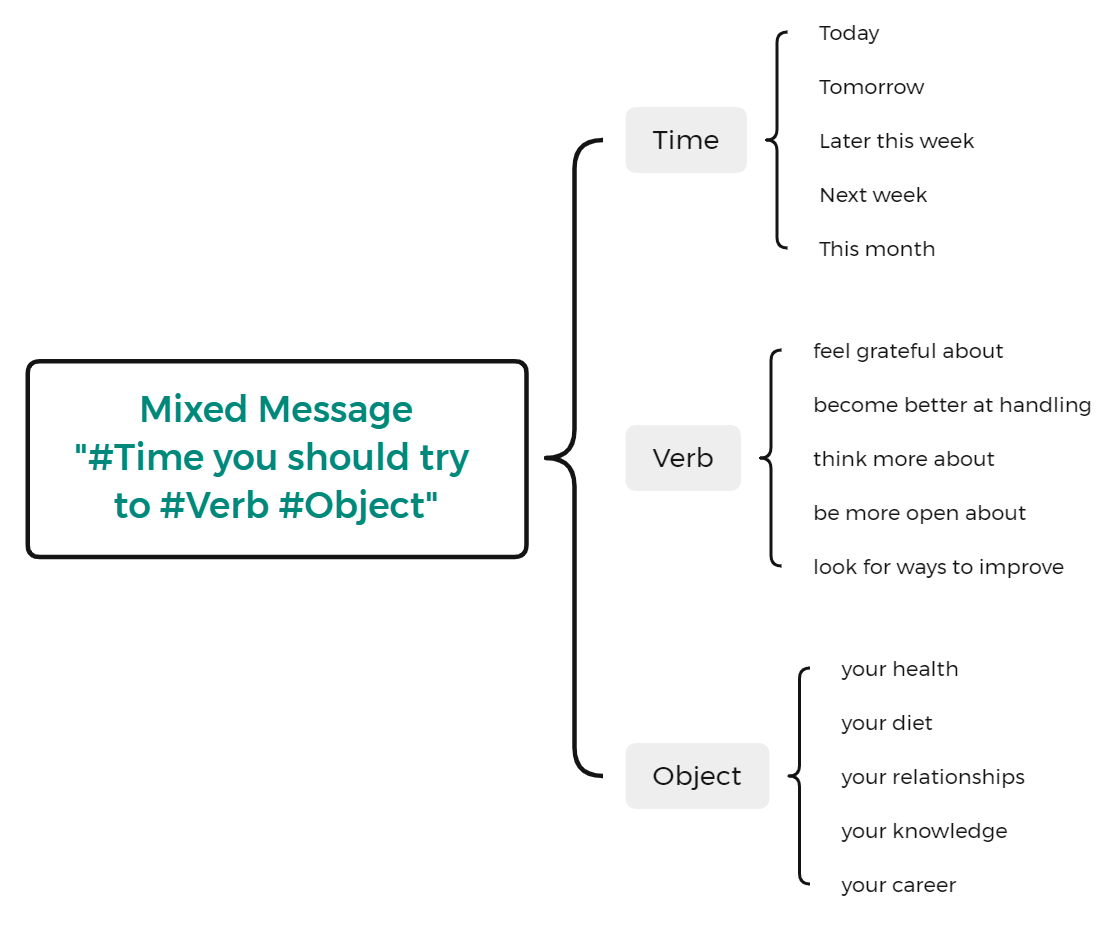 Mixed Message
"#Time you should try
to #Verb #Object"
Time
Today
Tomorrow
Later this week
Next week
This month
Verb
feel grateful about
become better at handling
think more about
be more open about
look for ways to improve
Object
your health
your diet
your relationships
your knowledge
your career